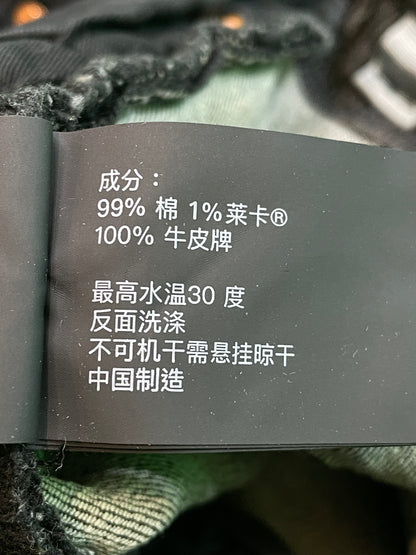 成分：
99% 棉 1%莱卡®
100% 牛皮牌
最高水温30 度
反面洗涤
不可机干需悬挂晾干
中国制造